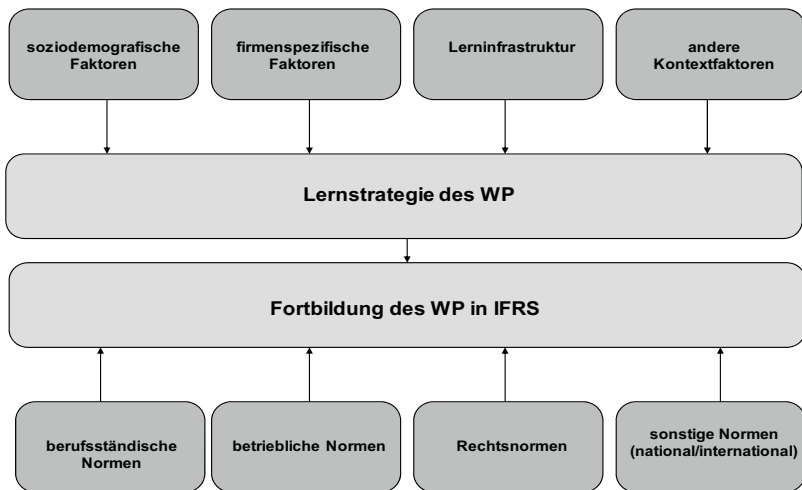 soziodemografische
Faktoren
firmenspezifische
Faktoren
Lerninfrastruktur
andere
Kontextfaktoren
Lernstrategie des WP
Fortbildung des WP in IFRS
berufsständische
Normen
betriebliche Normen
Rechtsnormen
sonstige Normen
(national/international)